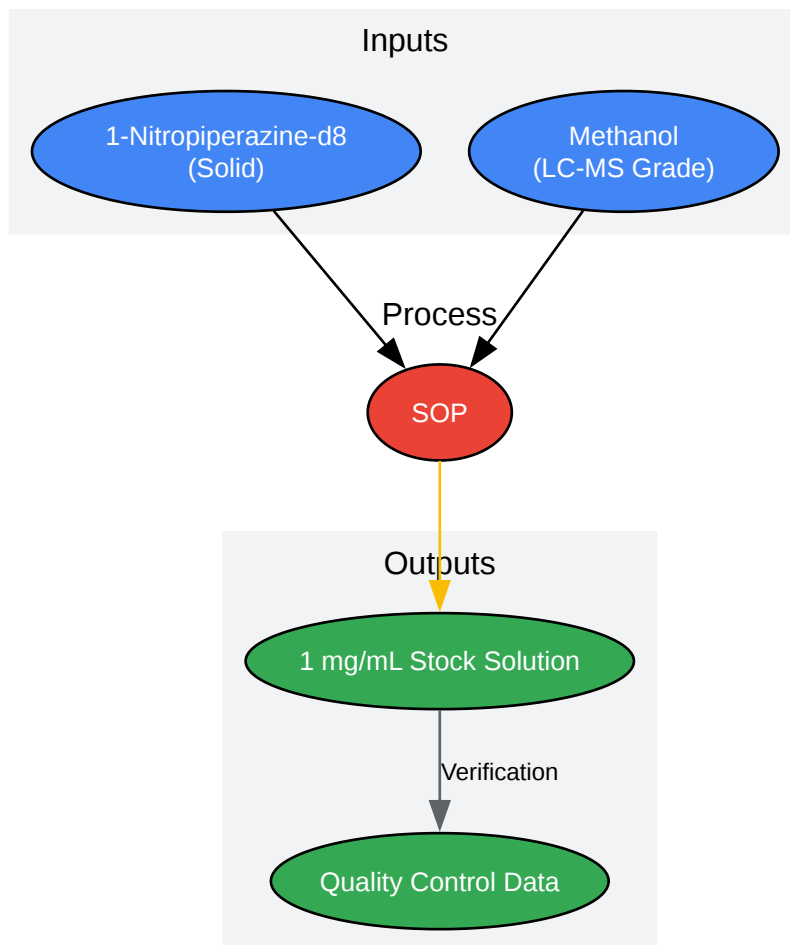 Inputs
1-Nitropiperazine-d8
(Solid)
Methanol
(LC-MS Grade)
Process
SOP
Outputs
1 mg/mL Stock Solution
Verification
Quality Control Data